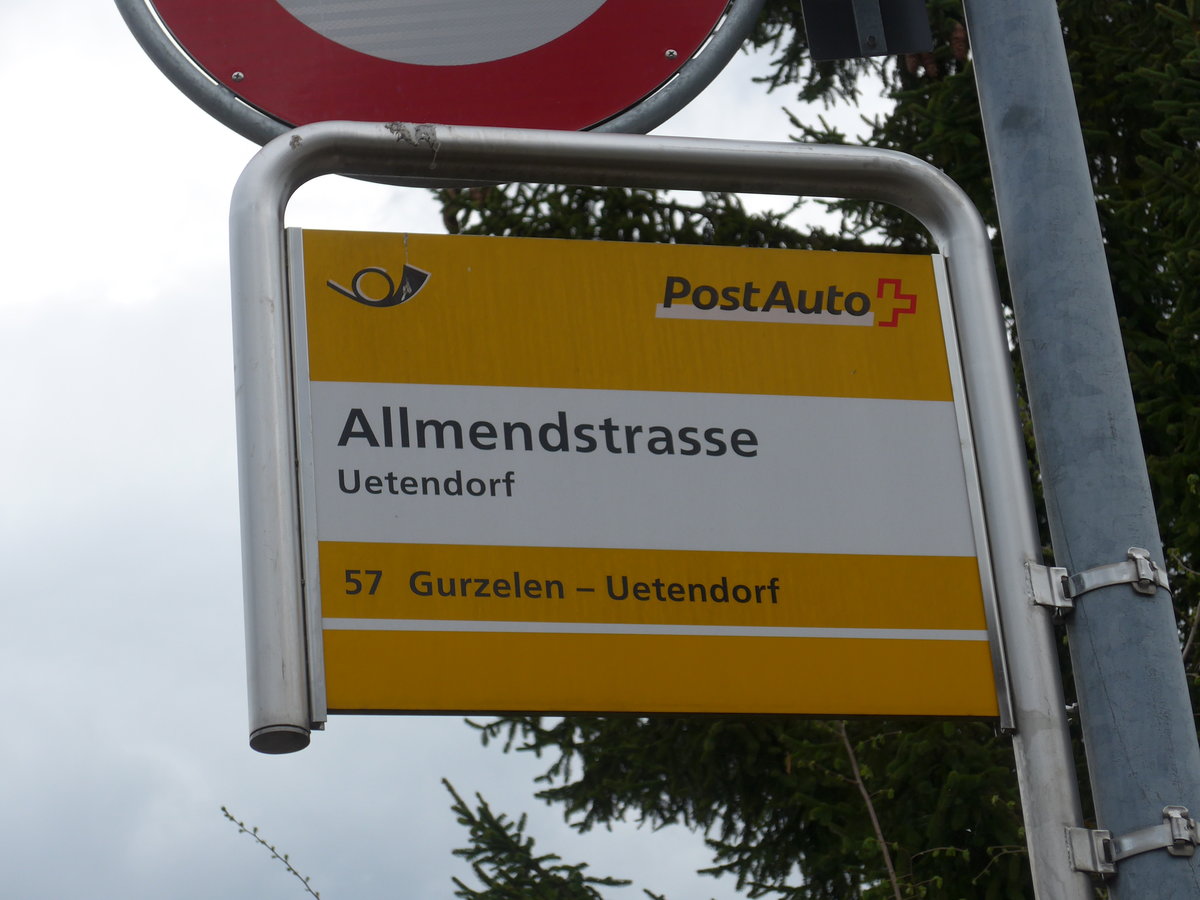 PostAuto
Allmendstrasse
Uetendorf
57 Gurzelen – Uetendorf